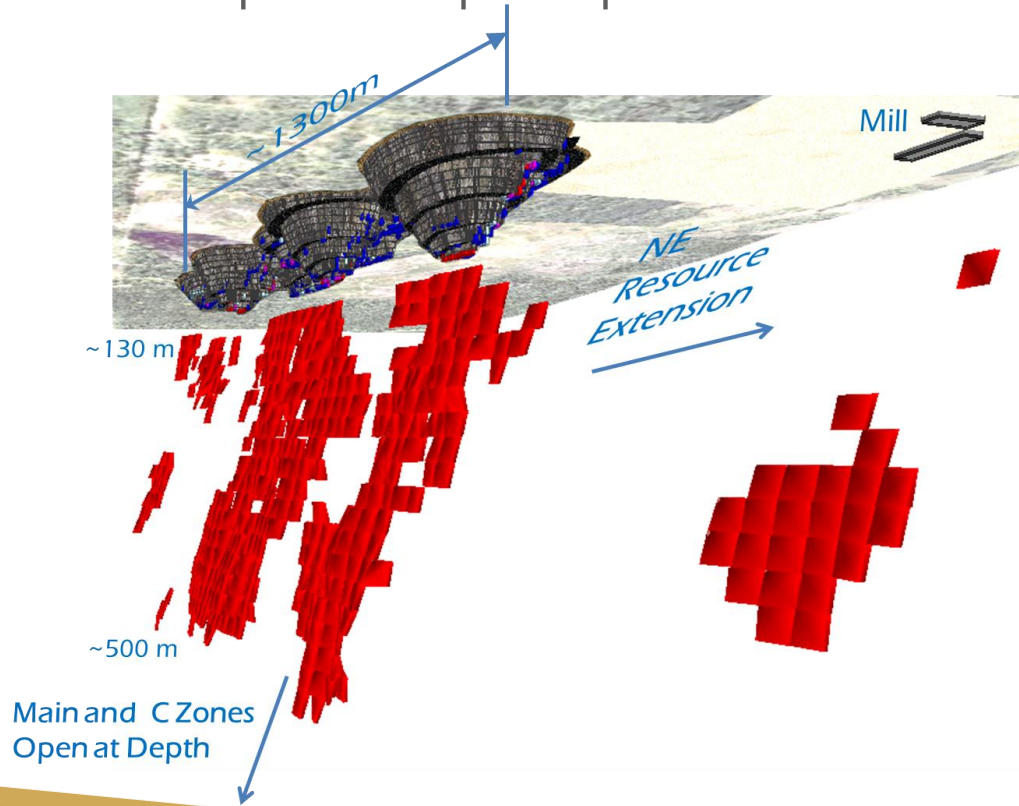 ~1300m
Mill
NE
Resource
Extension
~130 m
~500 m
Main and C Zones
Open at Depth